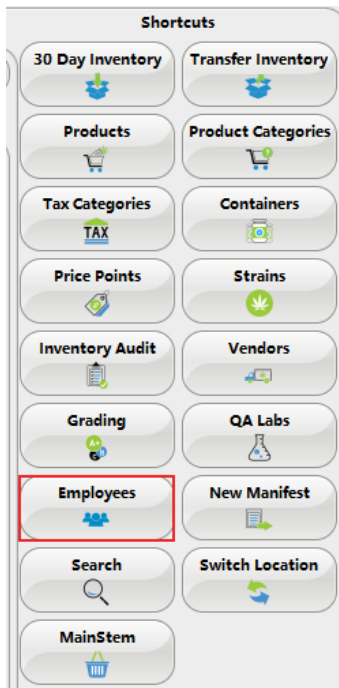 Shortcuts
30 Day Inventory
Transfer Inventory
Products
Product Categories
Tax Categories
TAX
Containers
Price Points
Strains
Inventory Audit
Vendors
Grading
A+
QA Labs
Employees
New Manifest
Search
Switch Location
MainStem